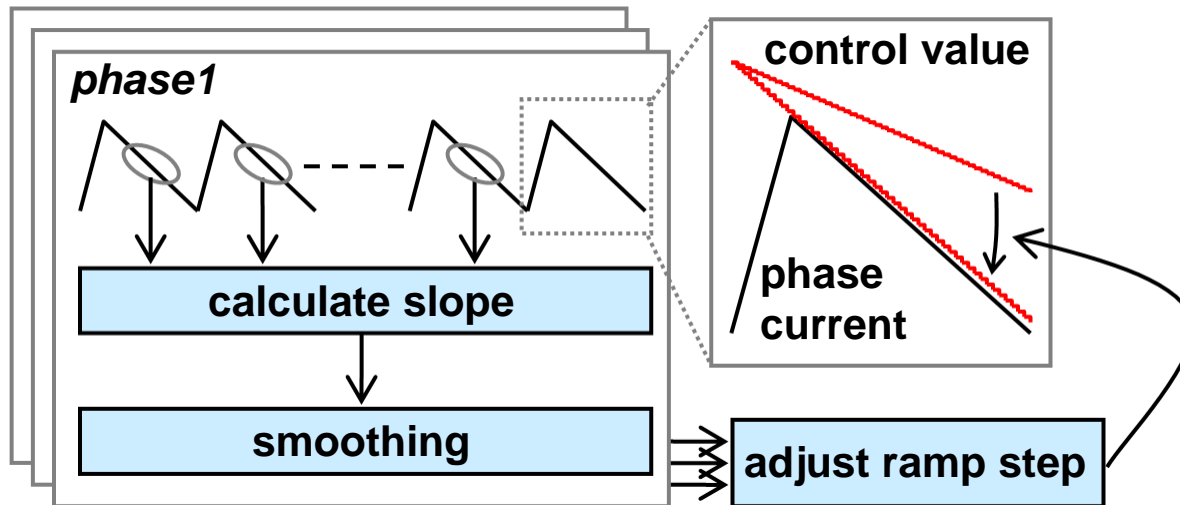 phase1
control value
phase
current
calculate slope
smoothing
adjust ramp step